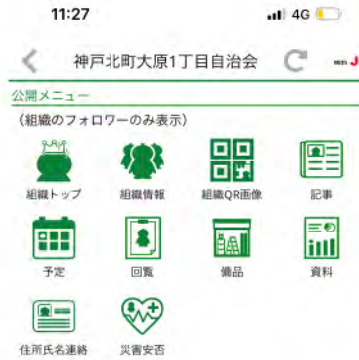 11:27 4G
神戸北町大原1丁目自治会
公開メニュー
(組織のフォロワーのみ表示)
組織トップ 組織情報 組織QR画像 記事
予定 回覧 備品 資料
住所氏名連絡 災害安否